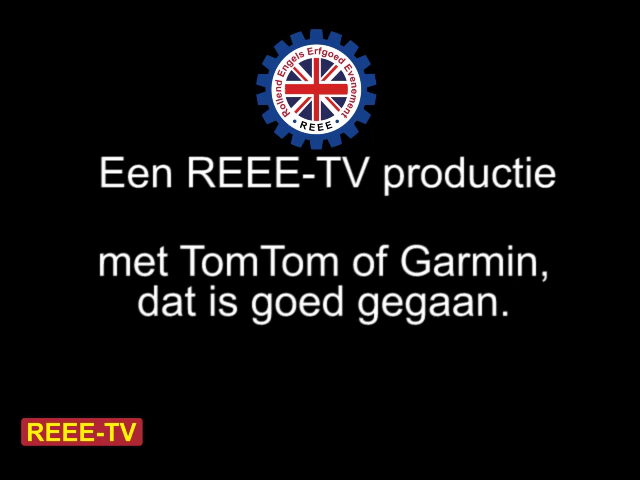 Rollend Engels Erfgoed Evenement
• REEE •
Een REEE-TV productie
met TomTom of Garmin,
dat is goed gegaan.
REEE-TV